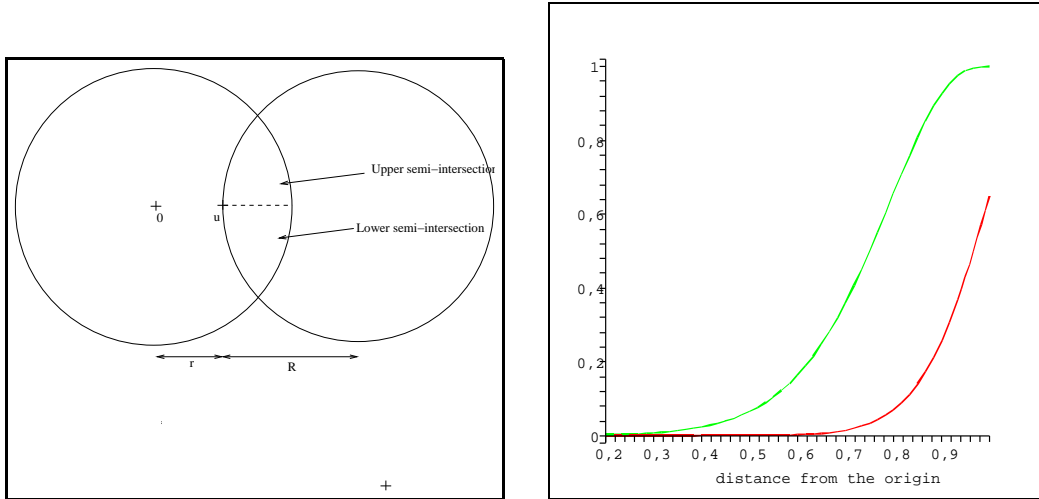 Upper semi-intersection
0
u
Lower semi-intersection
r
R
1
0,8
0,6
0,4
0,2
0
0,2 0,3 0,4 0,5 0,6 0,7 0,8 0,9
distance from the origin